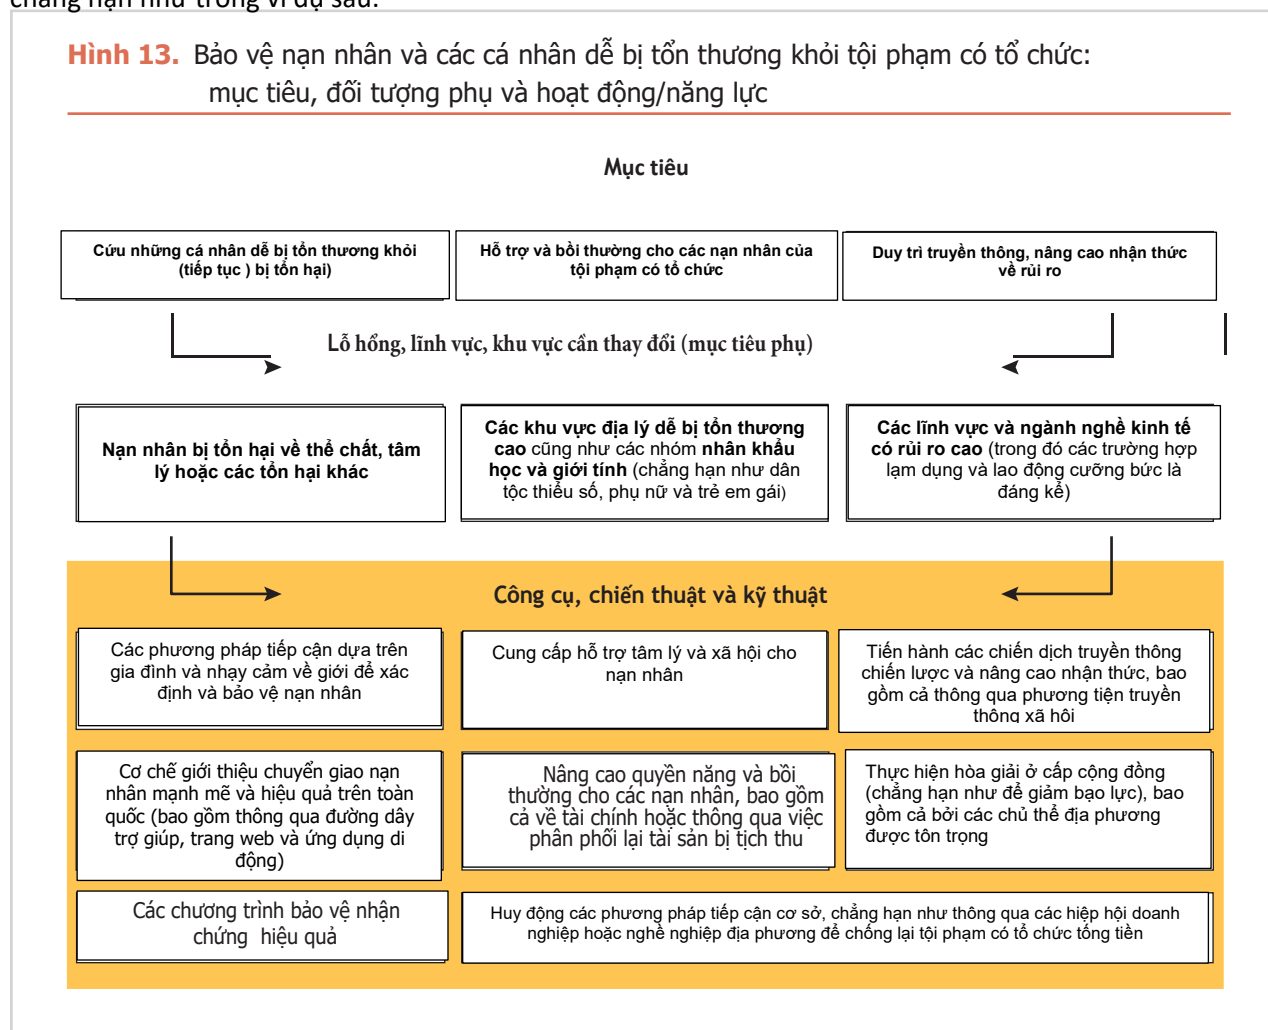 chẳng hạn như trong ví dụ sau:
Hình 13. Bảo vệ nạn nhân và các cá nhân dễ bị tổn thương khỏi tội phạm có tổ chức:
mục tiêu, đối tượng phụ và hoạt động/năng lực
Mục tiêu
Cứu những cá nhân dễ bị tổn thương khỏi
(tiếp tục ) bị tổn hại)
Hỗ trợ và bồi thường cho các nạn nhân của
tội phạm có tổ chức
Duy trì truyền thông, nâng cao nhận thức
về rủi ro
Lỗ hổng, lĩnh vực, khu vực cần thay đổi (mục tiêu phụ)
Nạn nhân bị tổn hại về thể chất, tâm
lý hoặc các tổn hại khác
Các khu vực địa lý dễ bị tổn thương
cao cũng như các nhóm nhân khẩu
học và giới tính (chẳng hạn như dân
tộc thiểu số, phụ nữ và trẻ em gái)
Các lĩnh vực và ngành nghề kinh tế
có rủi ro cao (trong đó các trường hợp
lạm dụng và lao động cưỡng bức là
đáng kể)
Công cụ, chiến thuật và kỹ thuật
Các phương pháp tiếp cận dựa trên
gia đình và nhạy cảm về giới để xác
định và bảo vệ nạn nhân
Cung cấp hỗ trợ tâm lý và xã hội cho
nạn nhân
Tiến hành các chiến dịch truyền thông
chiến lược và nâng cao nhận thức, bao
gồm cả thông qua phương tiện truyền
thông xã hội
Cơ chế giới thiệu chuyển giao nạn
nhân mạnh mẽ và hiệu quả trên toàn
quốc (bao gồm thông qua đường dây
trợ giúp, trang web và ứng dụng di
động)
Nâng cao quyền năng và bồi
thường cho các nạn nhân, bao gồm
cả về tài chính hoặc thông qua việc
phân phối lại tài sản bị tịch thu
Thực hiện hòa giải ở cấp cộng đồng
(chẳng hạn như để giảm bạo lực), bao
gồm cả bởi các chủ thể địa phương
được tôn trọng
Các chương trình bảo vệ nhận
chứng hiệu quả
Huy động các phương pháp tiếp cận cơ sở, chẳng hạn như thông qua các hiệp hội doanh
nghiệp hoặc nghề nghiệp địa phương để chống lại tội phạm có tổ chức tống tiền